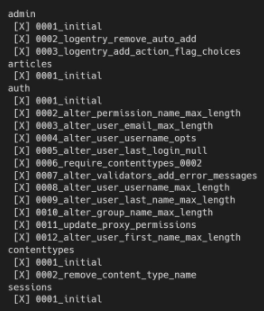 admin
 [X] 0001_initial
 [X] 0002_logentry_remove_auto_add
 [X] 0003_logentry_add_action_flag_choices
articles
 [X] 0001_initial
auth
 [X] 0001_initial
 [X] 0002_alter_permission_name_max_length
 [X] 0003_alter_user_email_max_length
 [X] 0004_alter_user_username_opts
 [X] 0005_alter_user_last_login_null
 [X] 0006_require_contenttypes_0002
 [X] 0007_alter_validators_add_error_messages
 [X] 0008_alter_user_username_max_length
 [X] 0009_alter_user_last_name_max_length
 [X] 0010_alter_group_name_max_length
 [X] 0011_update_proxy_permissions
 [X] 0012_alter_user_first_name_max_length
contenttypes
 [X] 0001_initial
 [X] 0002_remove_content_type_name
sessions
 [X] 0001_initial